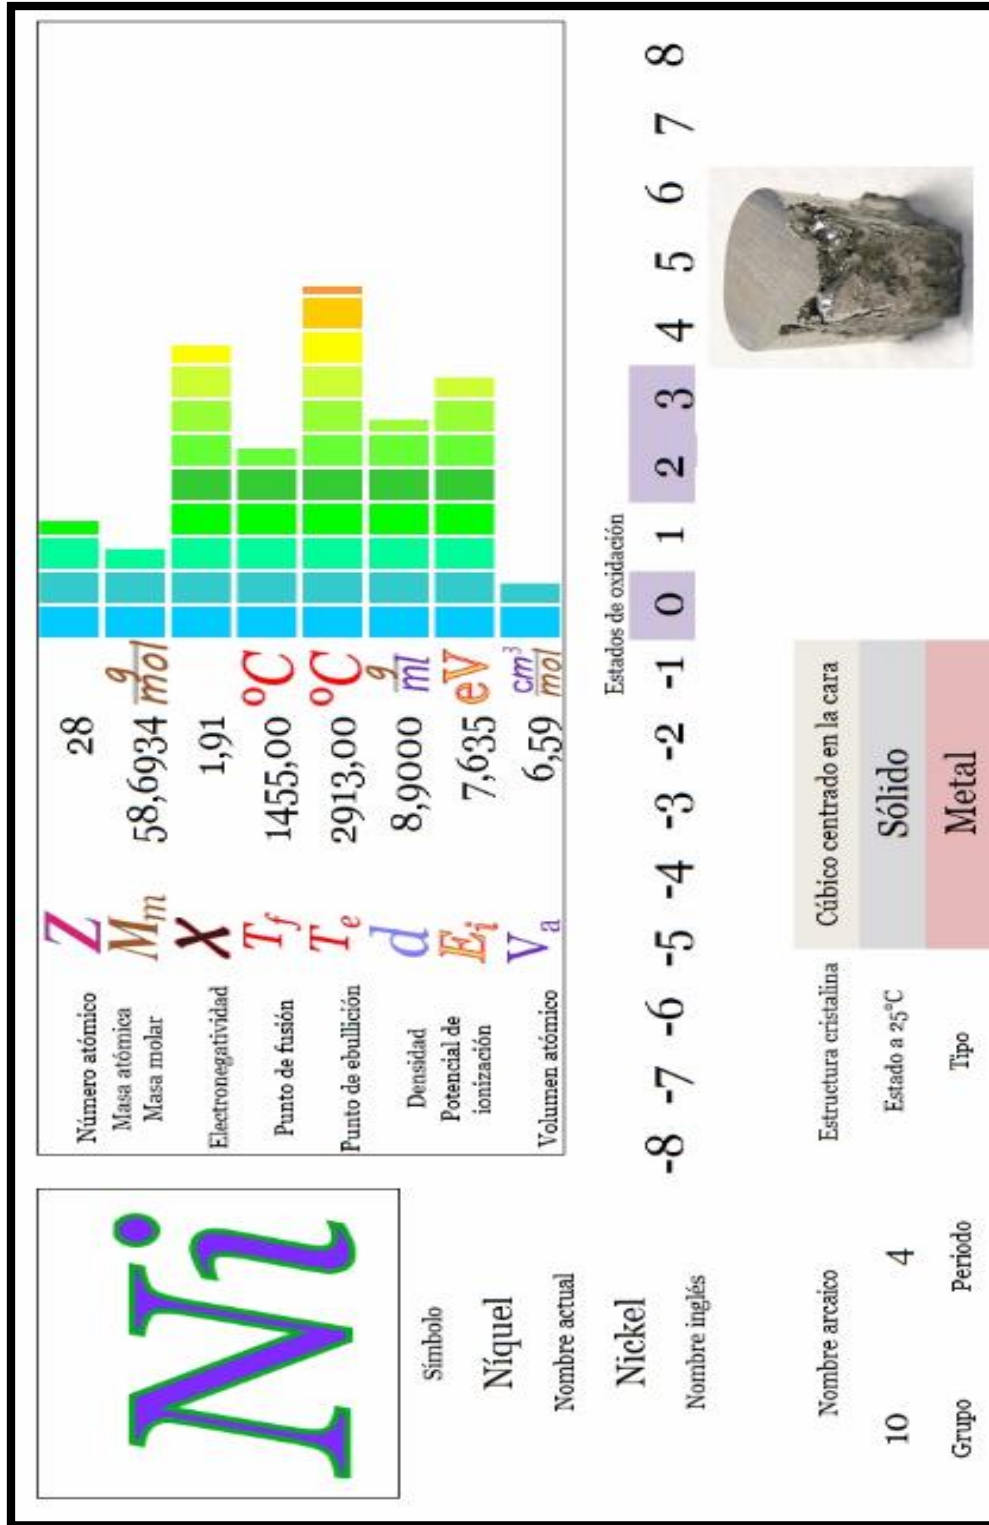 Ni
Símbolo
Níquel
Nombre actual
Nickel
Nombre inglés
Nombre arcaico
10
4
Grupo
Periodo
Número atómico
Z
28
Masa atómica
Masa molar
Mm
58,6934
g/mol
Electronegatividad
X
1,91
Punto de fusión
Tf
1455,00
°C
Punto de ebullición
Te
2913,00
°C
Densidad
d
8,9000
g/ml
Potencial de
ionización
Ei
7,635
eV
Volumen atómico
Va
6,59
cm³/mol
Estados de oxidación
-8 -7 -6 -5 -4 -3 -2 -1 0 1 2 3 4 5 6 7 8
Estructura cristalina
Cúbico centrado en la cara
Estado a 25°C
Sólido
Tipo
Metal